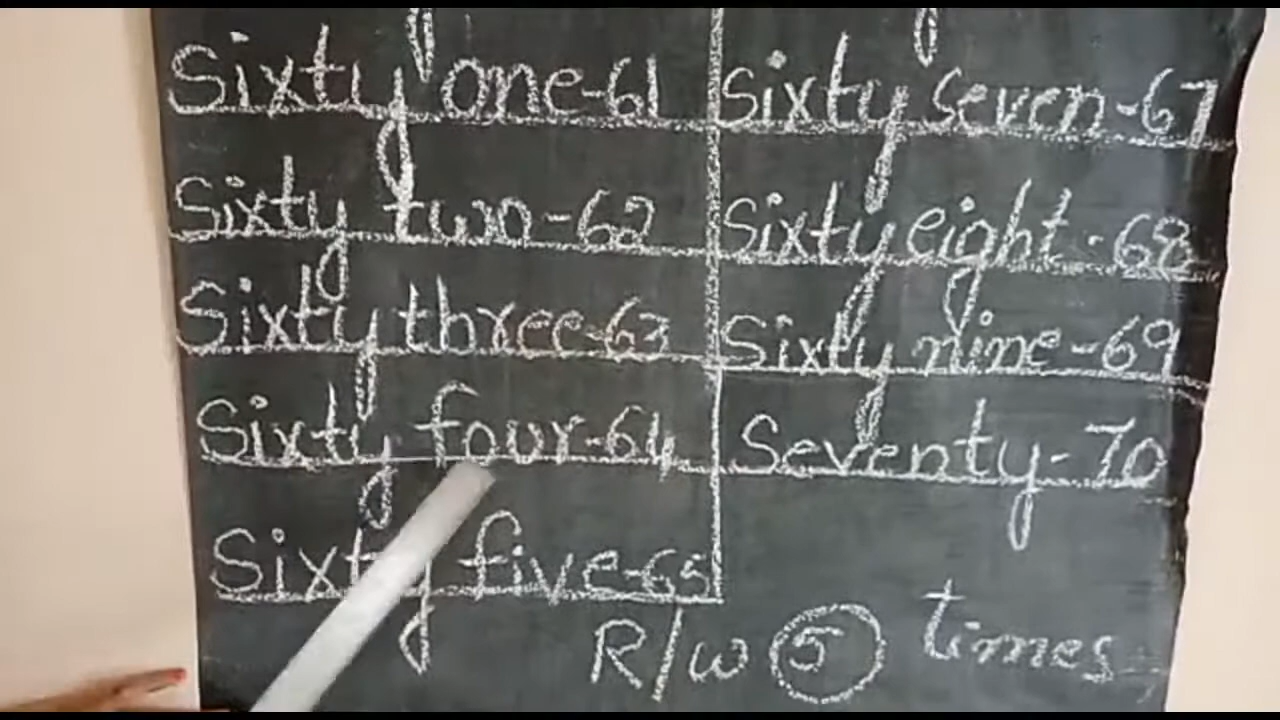 Sixty one-61
Sixty two-62
Sixty three-63
Sixty four-64
Sixty five-65
Sixty seven-67
Sixty eight-68
Sixty nine-69
Seventy-70
R/w 5 times